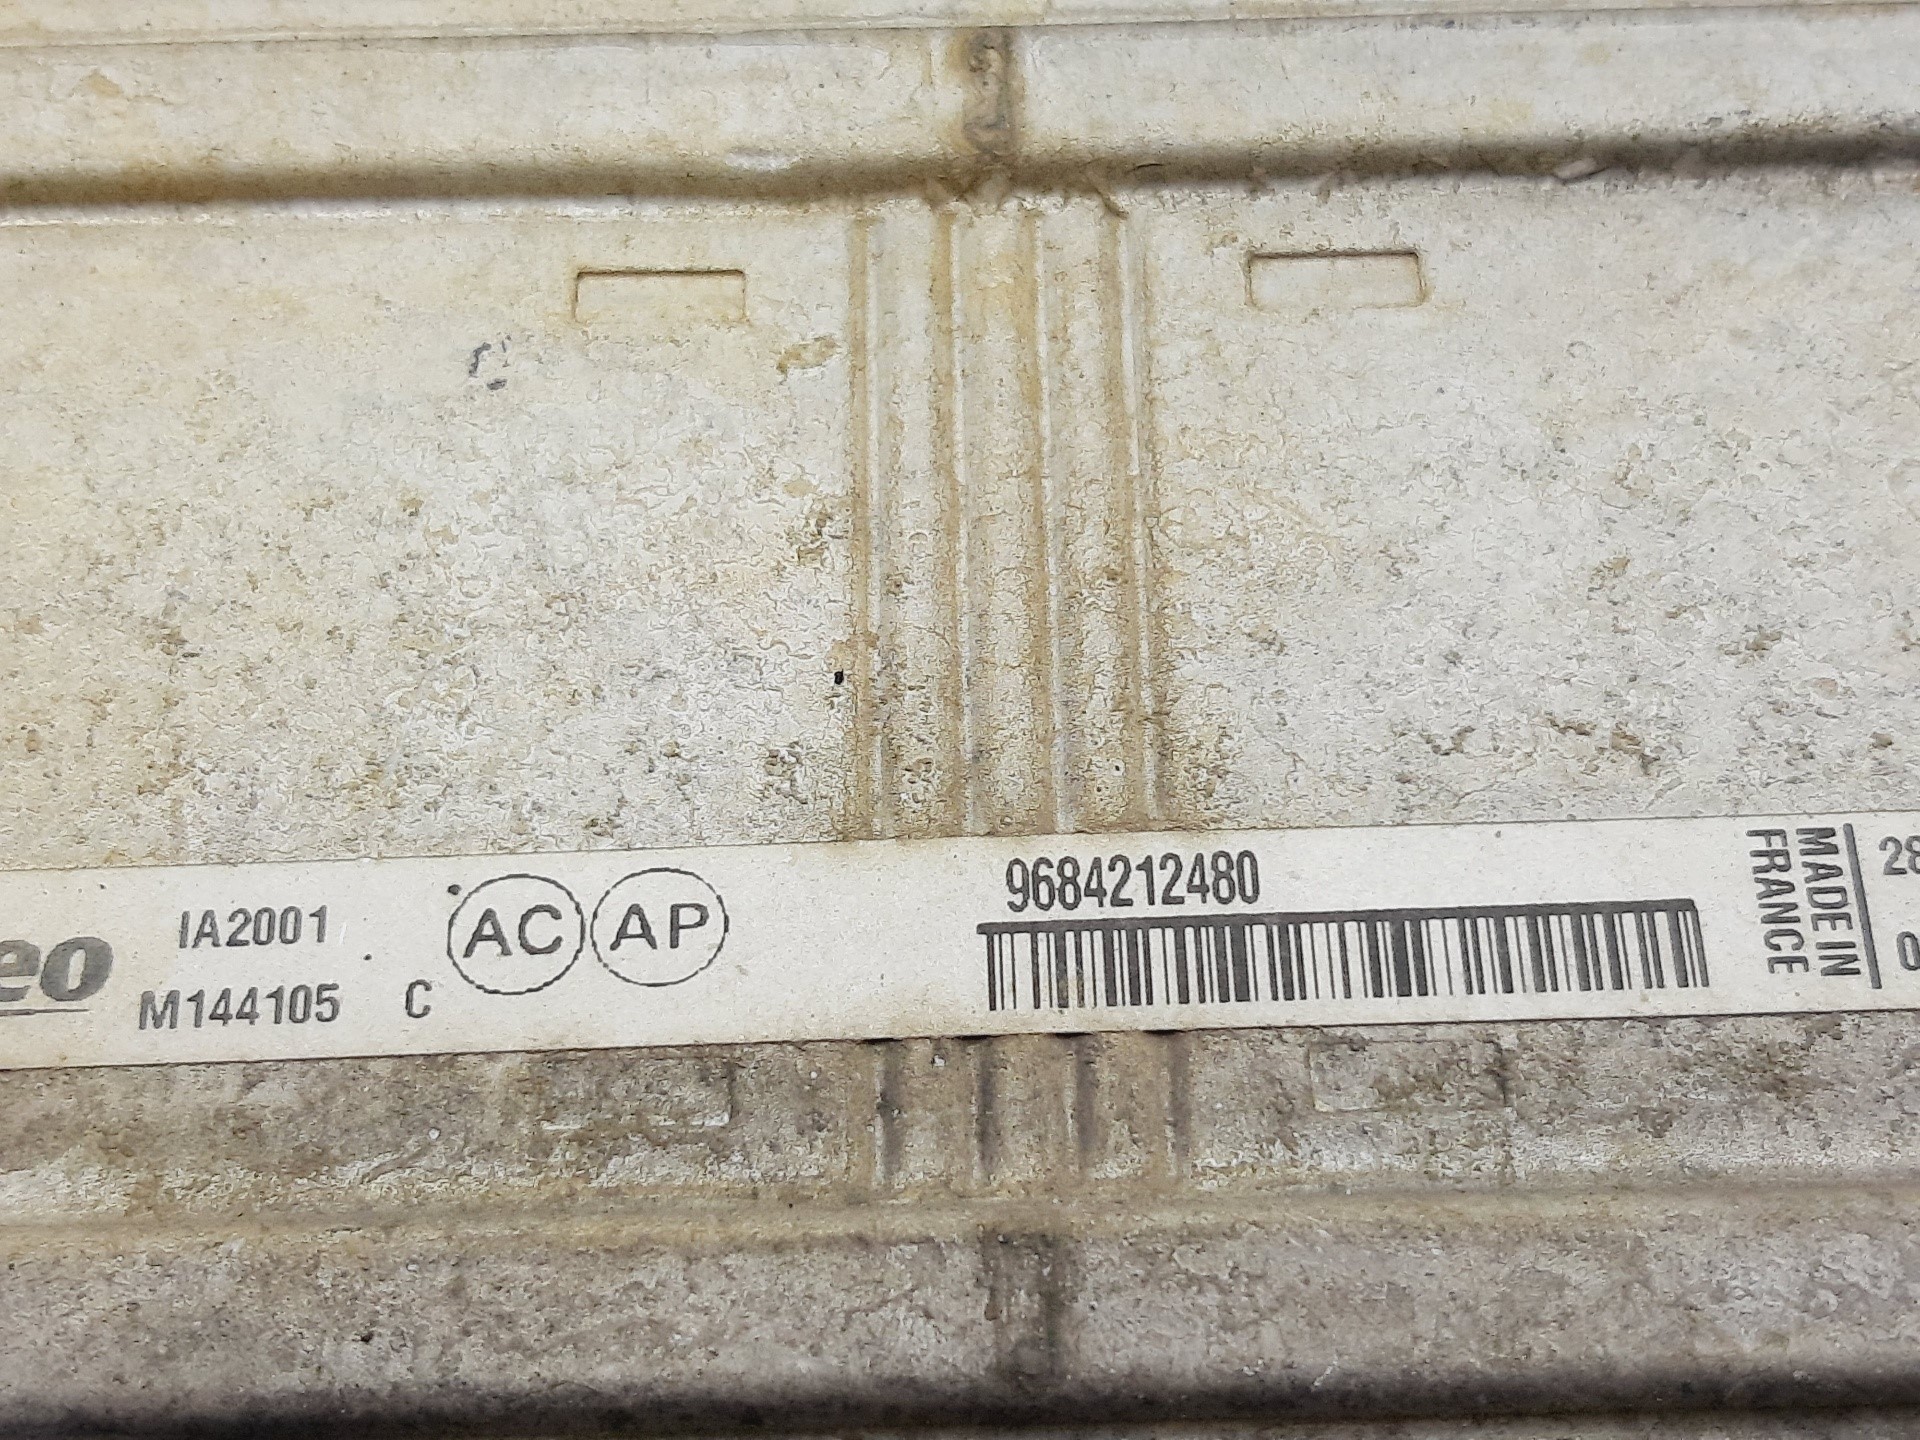 eo
IA2001
M144105 C
AC AP
9684212480
MADE IN
FRANCE
28
0